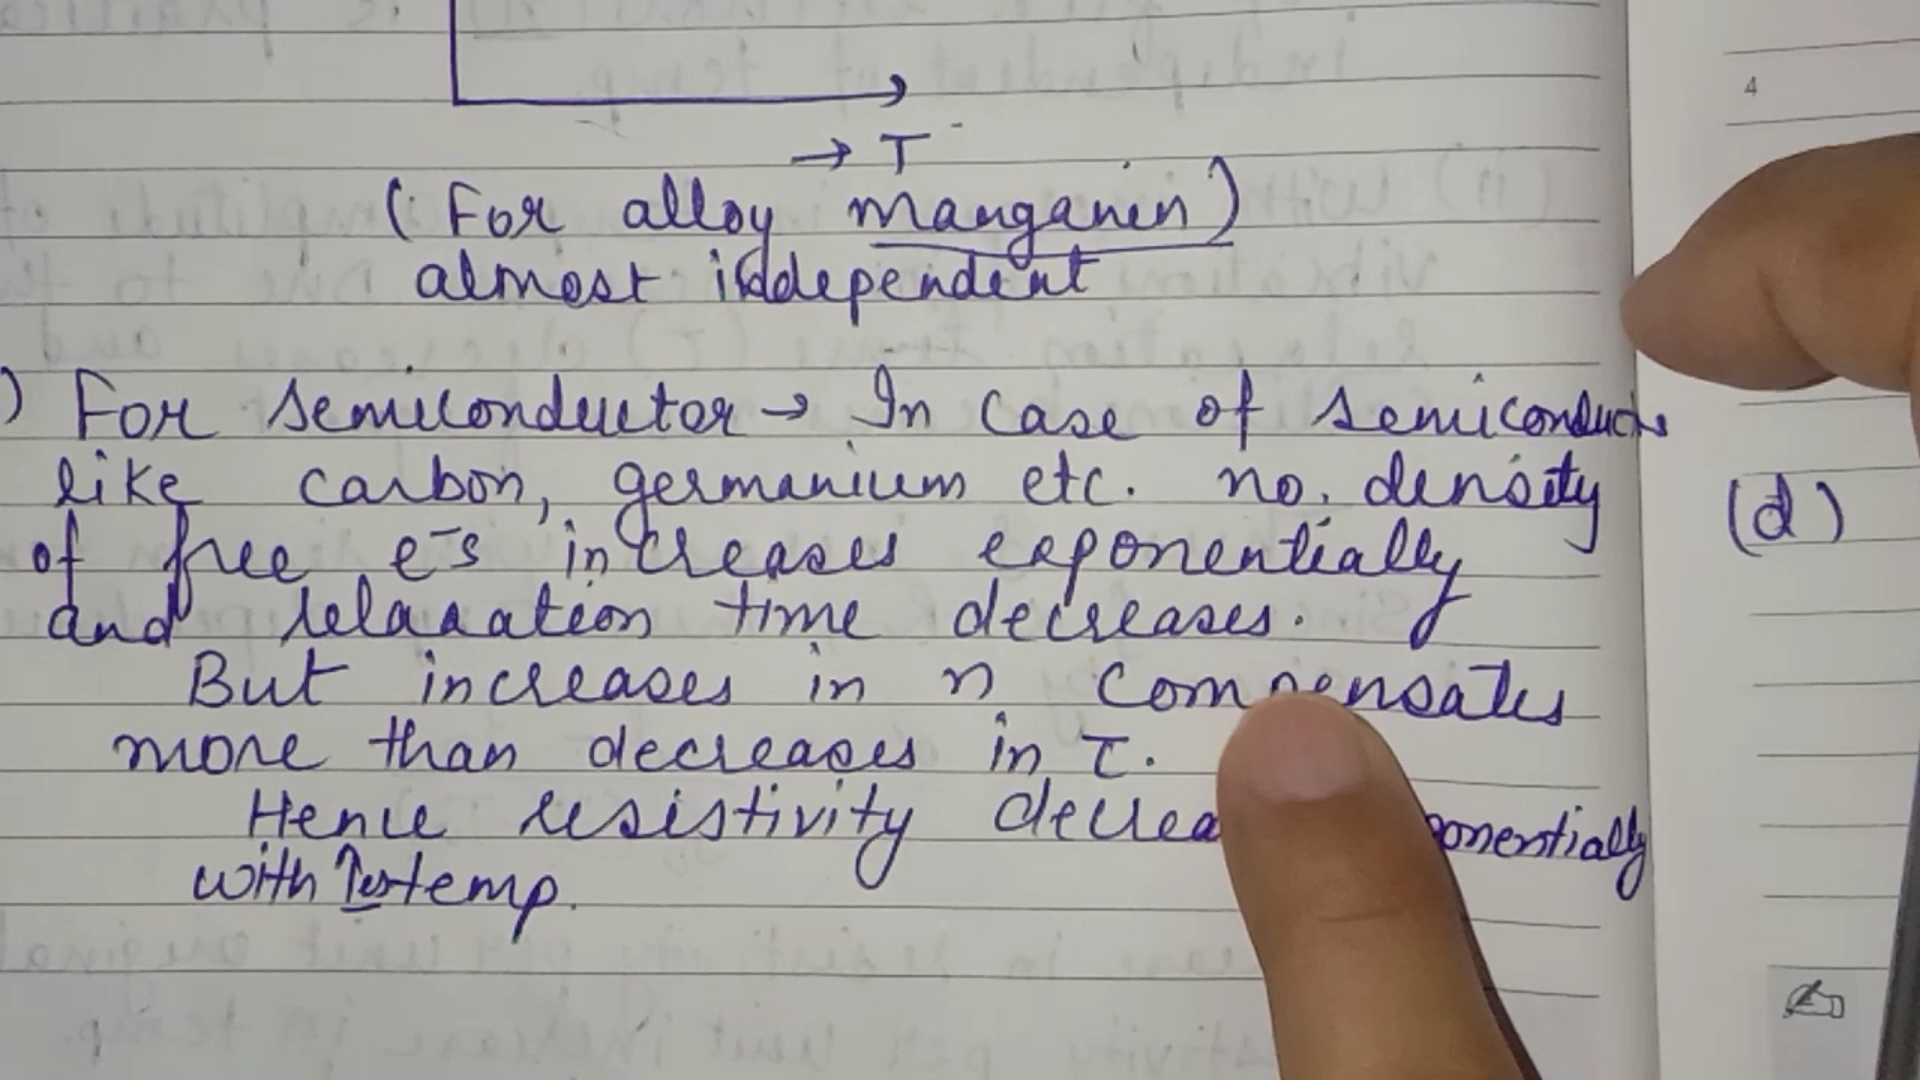 → T
(For alloy manganin)
almost independent
) For semiconductor → In case of semiconductors
like carbon, germanium etc. no. density
of free e⁻s increases exponentially
and relaxation time decreases.
But increases in n compensates
more than decreases in τ.
Hence resistivity
with temp.
4
(d)